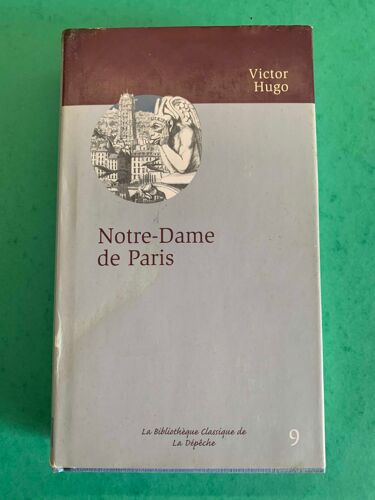 Victor
Hugo
Notre-Dame
de Paris
La Bibliothèque Classique de
La Dépêche
9